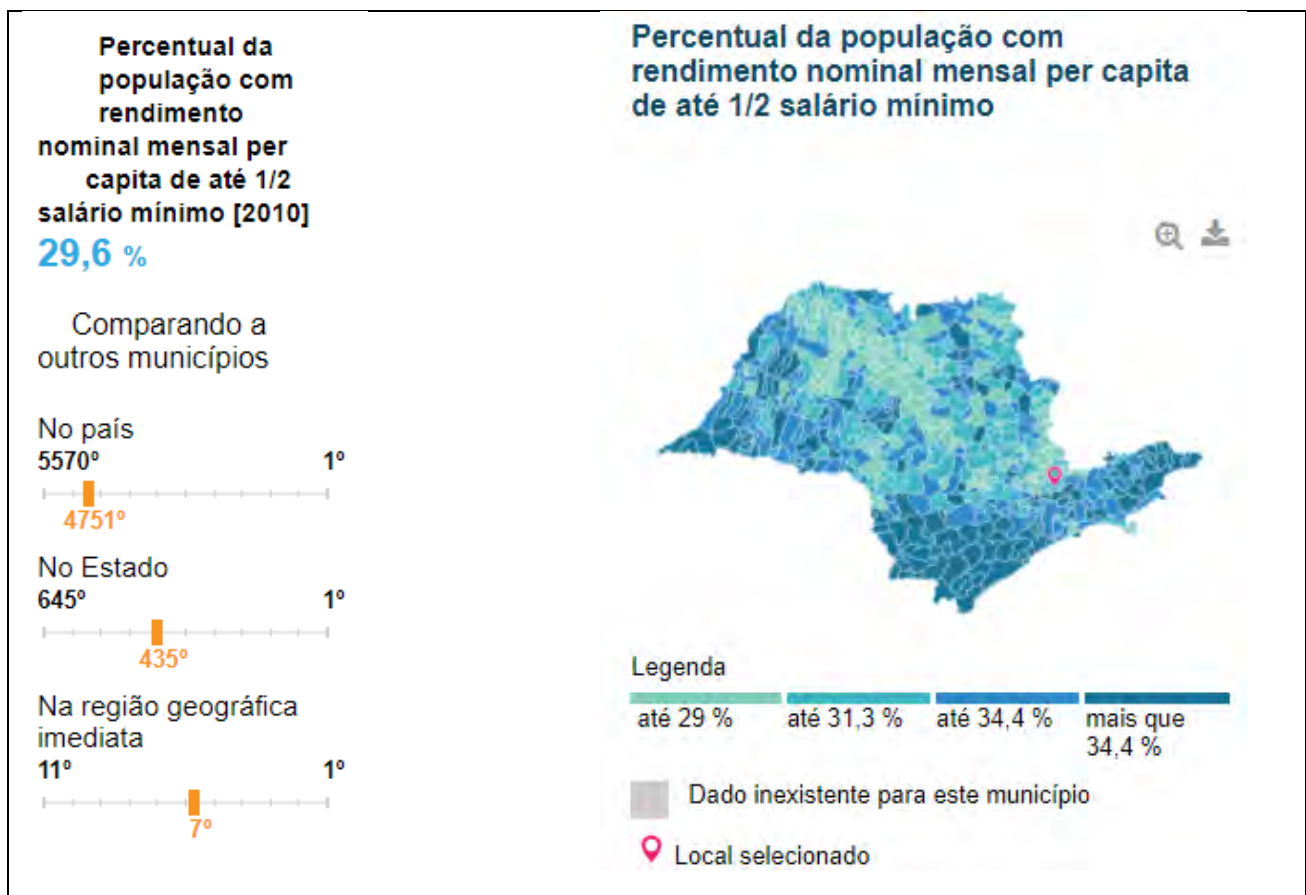 Percentual da
população com
rendimento
nominal mensal per
capita de até 1/2
salário mínimo [2010]
29,6 %
Comparando a
outros municípios
No país
5570º 1º
4751º
No Estado
645º 1º
435º
Na região geográfica
imediata
11º 1º
7º
Percentual da população com
rendimento nominal mensal per capita
de até 1/2 salário mínimo
Legenda
até 29 % até 31,3 % até 34,4 % mais que
34,4 %
Dado inexistente para este município
Local selecionado